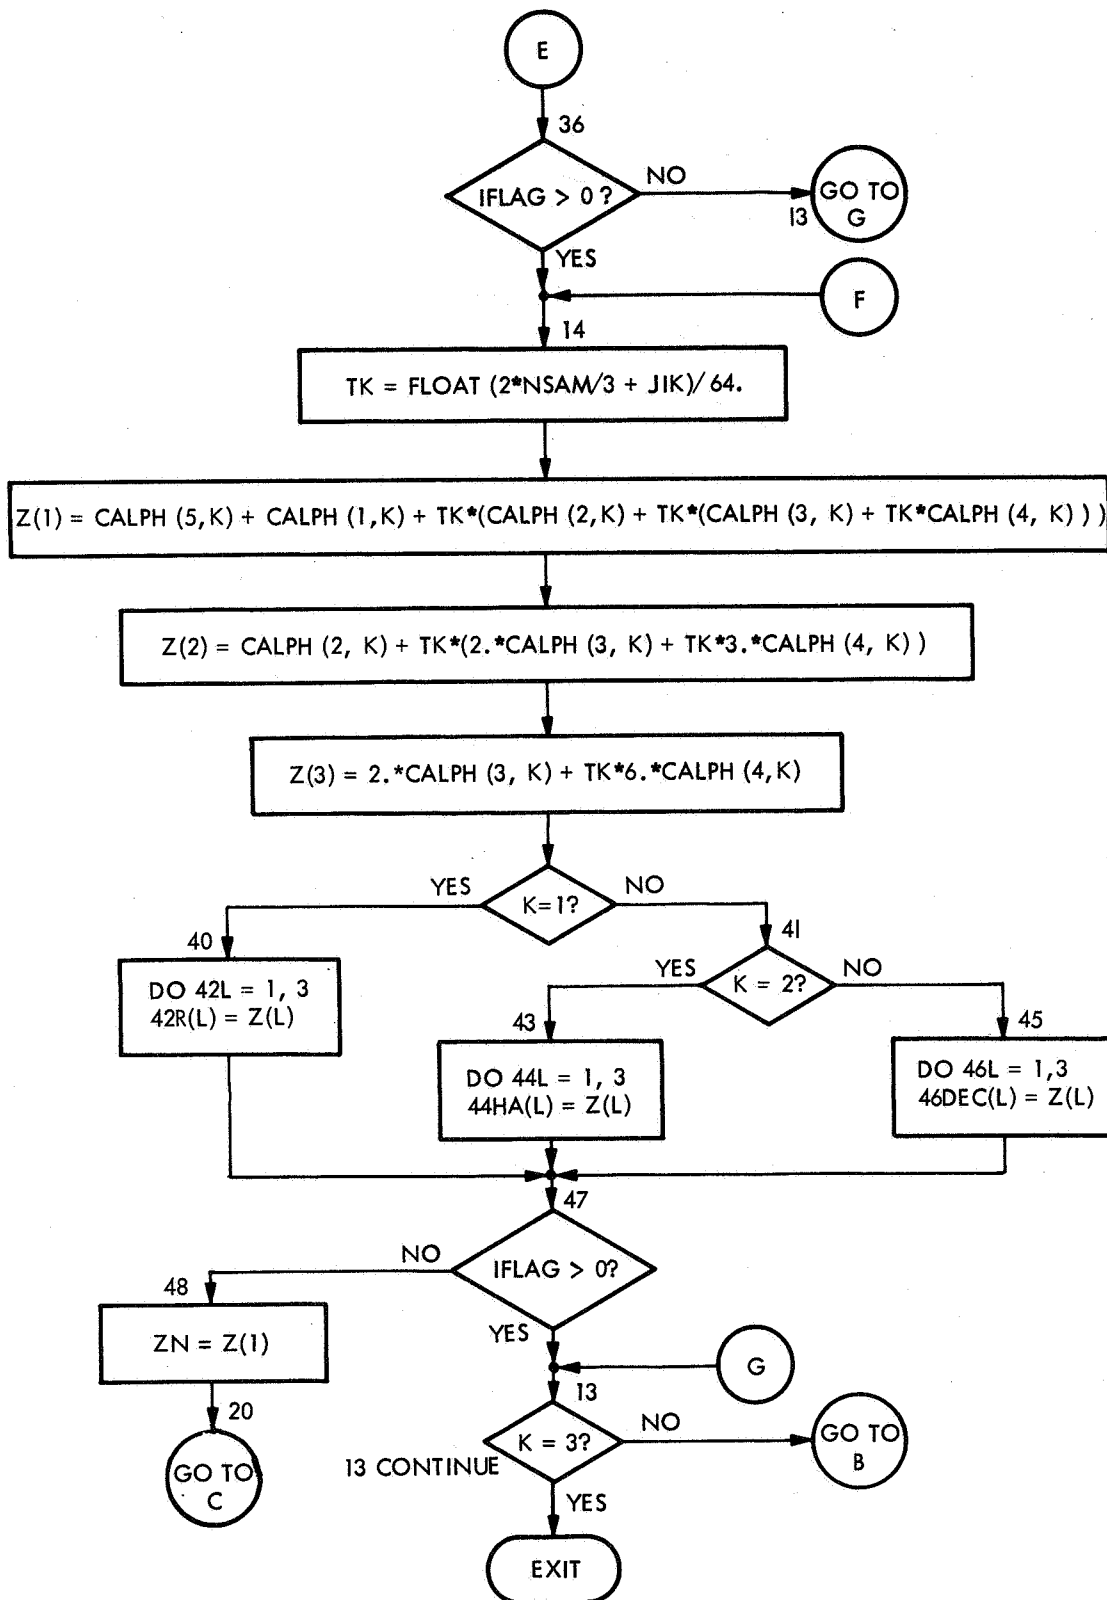 E
36
IFLAG > 0 ?
NO
GO TO
13
G
YES
F
14
TK = FLOAT (2*NSAM/3 + JIK)/64.
Z(1) = CALPH (5,K) + CALPH (1,K) + TK*(CALPH (2,K) + TK*(CALPH (3, K) + TK*CALPH (4, K) ) )
Z(2) = CALPH (2, K) + TK*(2.*CALPH (3, K) + TK*3.*CALPH (4, K) )
Z(3) = 2.*CALPH (3, K) + TK*6.*CALPH (4,K)
YES
K=1?
NO
40
41
DO 42L = 1, 3
42R(L) = Z(L)
YES
K = 2?
NO
43
45
DO 44L = 1, 3
44HA(L) = Z(L)
DO 46L = 1,3
46DEC(L) = Z(L)
47
NO
IFLAG > 0?
48
YES
ZN = Z(1)
G
13
20
K = 3?
NO
GO TO
B
13 CONTINUE
GO TO
C
YES
EXIT